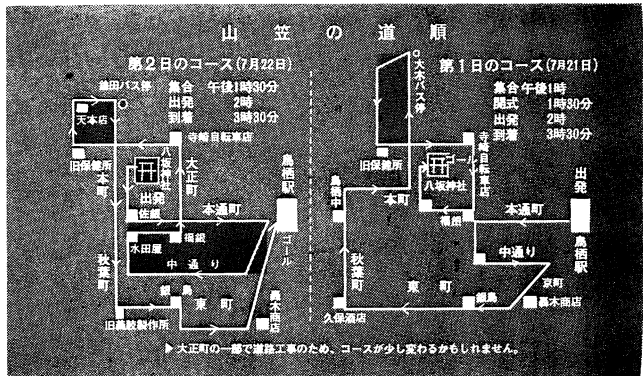 山笠の道順
第2日のコース(7月22日)
集合 午後1時30分
出発 2時
到着 3時30分
バス停
天本店
旧保健所
本町
寺崎自転車店
八坂神社
大正町
出発
佐銀
福銀
本通町
水田屋
中通り
秋葉町
東町
鳥栖駅
ゴール
商店
製作所
第1日のコース(7月21日)
集合 午後1時
開式 1時30分
出発 2時
到着 3時30分
大木バス停
旧保健所
寺崎自転車店
ゴール
八坂神社
鳥栖中
本町
福銀
本通町
出発
鳥栖駅
中通り
京町
秋葉町
東町
久保酒店
商店
▶ 大正町の一部で道路工事のため、コースが少し変わるかもしれません。